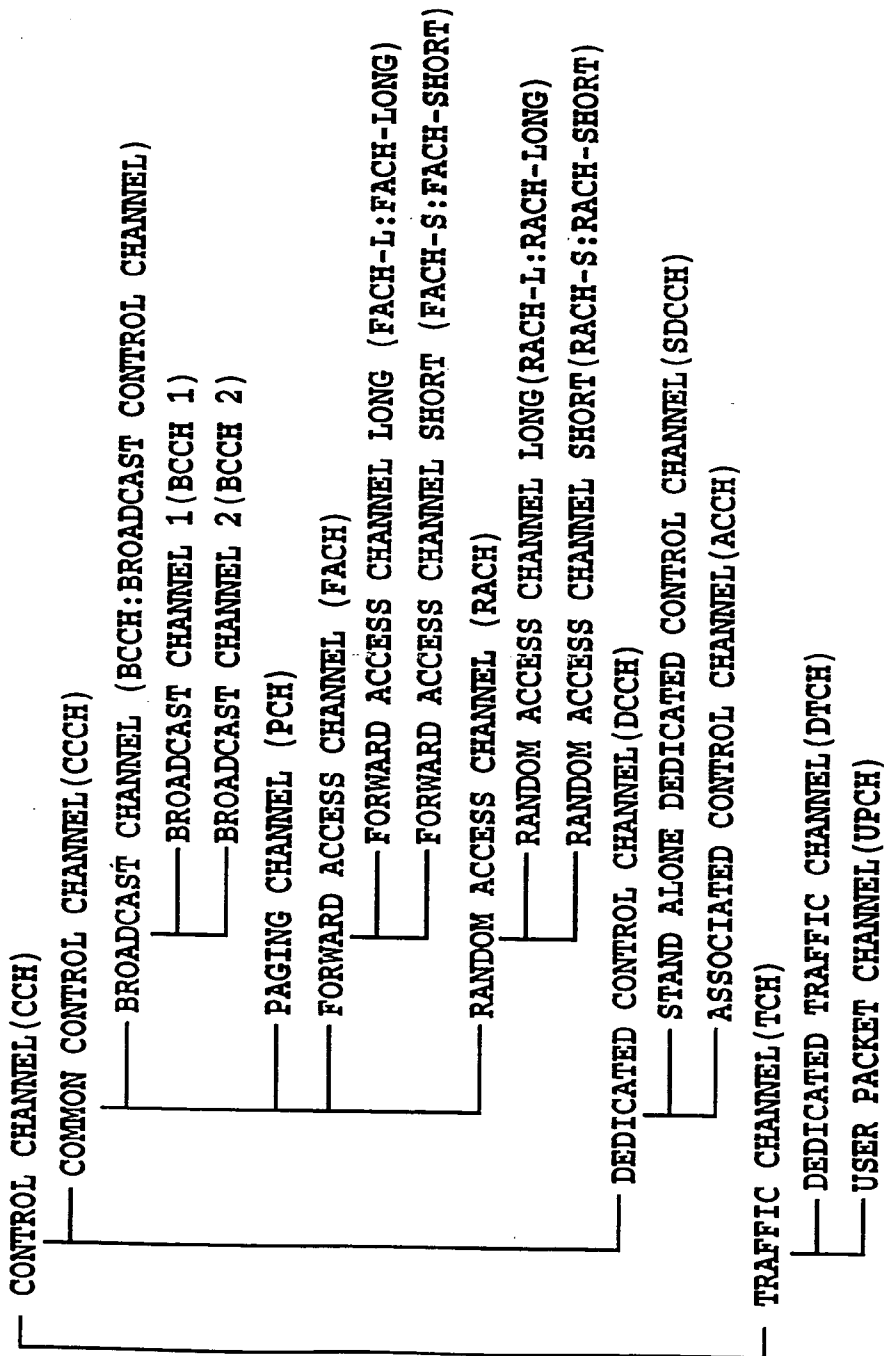 CONTROL CHANNEL(CCH)
COMMON CONTROL CHANNEL(CCCH)
BROADCAST CHANNEL (BCCH:BROADCAST CONTROL CHANNEL)
BROADCAST CHANNEL 1(BCCH 1)
BROADCAST CHANNEL 2(BCCH 2)
PAGING CHANNEL (PCH)
FORWARD ACCESS CHANNEL (FACH)
FORWARD ACCESS CHANNEL LONG (FACH-L:FACH-LONG)
FORWARD ACCESS CHANNEL SHORT (FACH-S:FACH-SHORT)
RANDOM ACCESS CHANNEL (RACH)
RANDOM ACCESS CHANNEL LONG(RACH-L:RACH-LONG)
RANDOM ACCESS CHANNEL SHORT(RACH-S:RACH-SHORT)
DEDICATED CONTROL CHANNEL(DCCH)
STAND ALONE DEDICATED CONTROL CHANNEL(SDCCH)
ASSOCIATED CONTROL CHANNEL(ACCH)
TRAFFIC CHANNEL(TCH)
DEDICATED TRAFFIC CHANNEL(DTCH)
USER PACKET CHANNEL(UPCH)